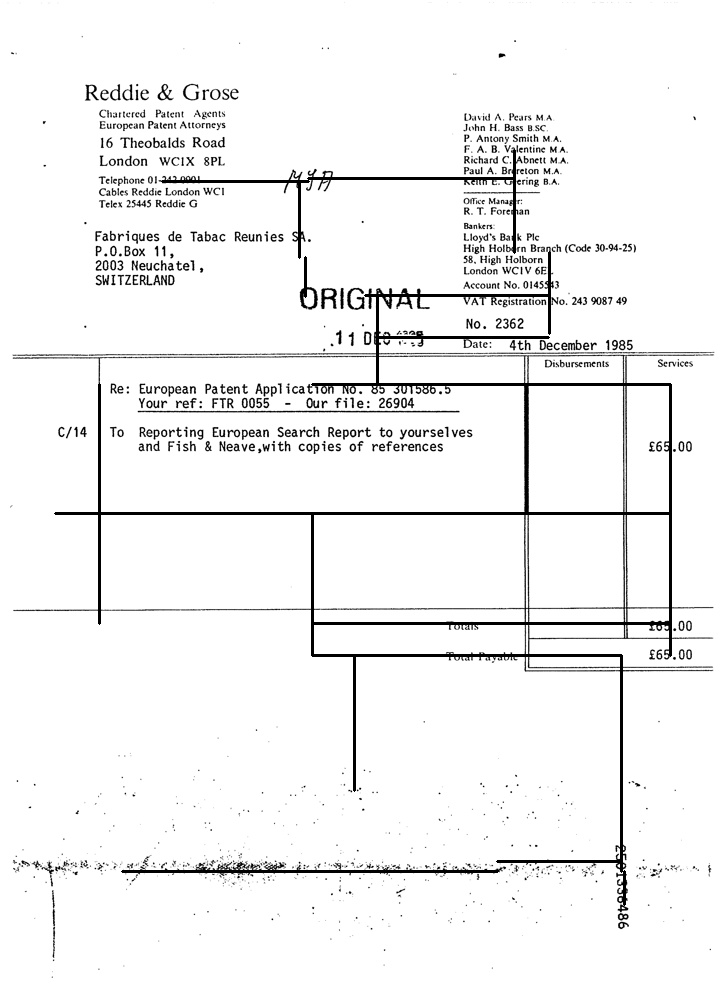 Reddie & Grose
Chartered Patent Agents
European Patent Attorneys
16 Theobalds Road
London WC1X 8PL
Telephone 01-242 0901
Cables Reddie London WC1
Telex 25445 Reddie G
David A. Pears M.A.
John H. Bass B.SC.
P. Antony Smith M.A.
F. A. B. Valentine M.A.
Richard C. Abnett M.A.
Paul A. Brereton M.A.
Keith E. Geering B.A.
Office Manager:
R. T. Foreman
Bankers:
Lloyd's Bank Plc
High Holborn Branch (Code 30-94-25)
58, High Holborn
London WC1V 6E
Account No. 0145543
VAT Registration No. 243 9087 49
Fabriques de Tabac Reunies SA.
P.O.Box 11,
2003 Neuchatel,
SWITZERLAND
ORIGINAL
11 DEC
No. 2362
Date: 4th December 1985
Disbursements Services
Re: European Patent Application No. 85 301586.5
Your ref: FTR 0055 - Our file: 26904
C/14 To Reporting European Search Report to yourselves
and Fish & Neave,with copies of references £65.00
Totals £65.00
Total Payable £65.00